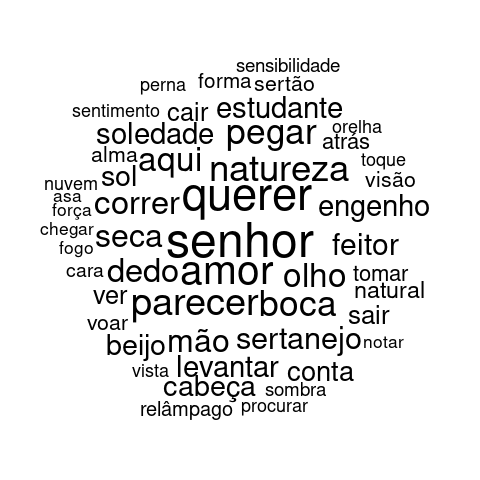 sensibilidade
perna forma sertão
sentimento cair estudante
soledade pegar orelha
atrás
alma aqui natureza toque
nuvem sol querer visão
asa
força correr engenho
chegar seca senhor feitor
fogo
cara dedo amor olho tomar
ver parecer boca natural
voar sair
beijo mão sertanejo notar
vista levantar conta
cabeça sombra
relâmpago procurar